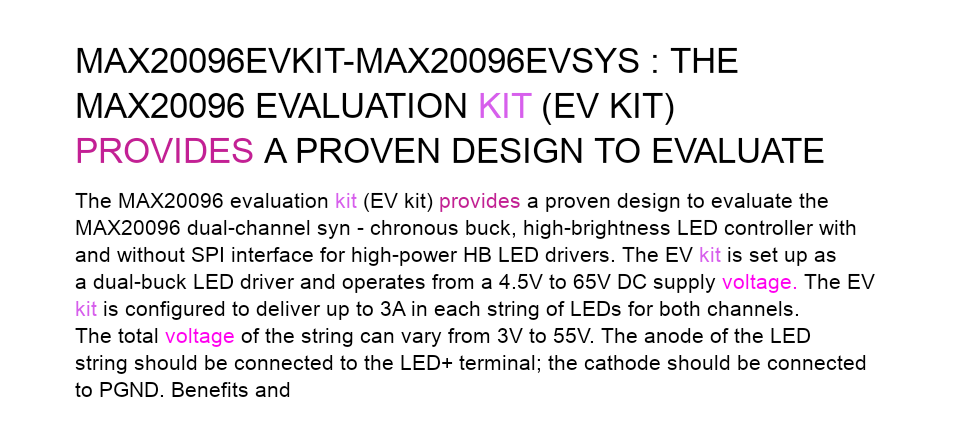 MAX20096EVKIT-MAX20096EVSYS : THE
MAX20096 EVALUATION KIT (EV KIT)
PROVIDES A PROVEN DESIGN TO EVALUATE
The MAX20096 evaluation kit (EV kit) provides a proven design to evaluate the
MAX20096 dual-channel syn - chronous buck, high-brightness LED controller with
and without SPI interface for high-power HB LED drivers. The EV kit is set up as
a dual-buck LED driver and operates from a 4.5V to 65V DC supply voltage. The EV
kit is configured to deliver up to 3A in each string of LEDs for both channels.
The total voltage of the string can vary from 3V to 55V. The anode of the LED
string should be connected to the LED+ terminal; the cathode should be connected
to PGND. Benefits and